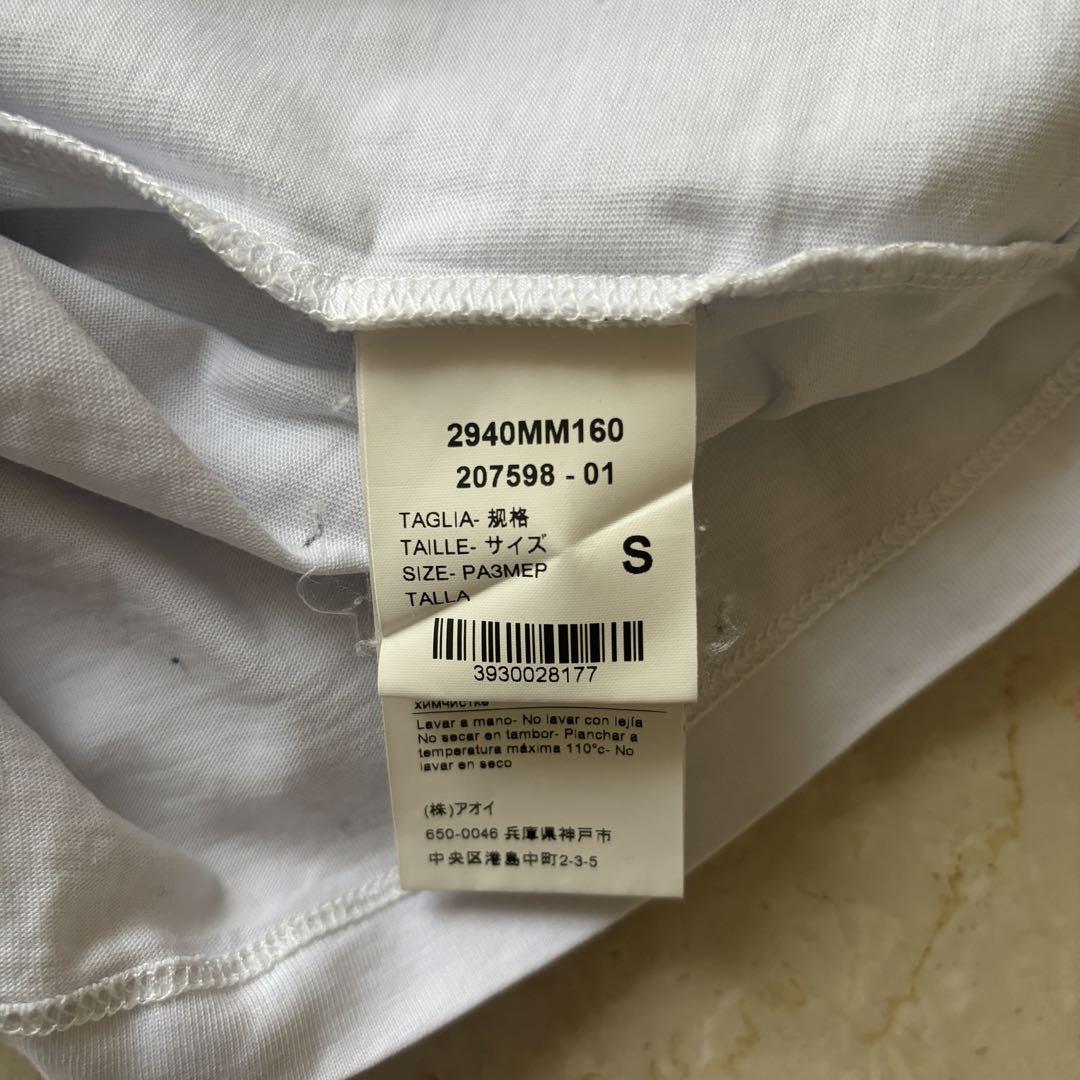 2940MM160
207598 - 01
TAGLIA- 规格
TAILLE- サイズ
SIZE- РАЗМЕР
TALLA
S
3930028177
химчистке
Lavar a mano- No lavar con lejía
No secar en tambor- Planchar a
temperatura máxima 110°c- No
lavar en seco
(株)アオイ
650-0046 兵庫県神戸市
中央区港島中町2-3-5